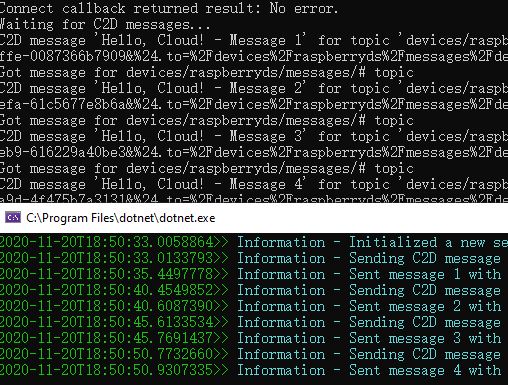 Connect callback returned result: No error.
Waiting for C2D messages...
C2D message 'Hello, Cloud! - Message 1' for topic 'devices/raspb
ffe-0087366b7909&%24.to=%2Fdevices%2Fraspberryds%2Fmessages%2Fde
Got message for devices/raspberryds/messages/# topic
C2D message 'Hello, Cloud! - Message 2' for topic 'devices/raspb
efa-61c5677e8b6a&%24.to=%2Fdevices%2Fraspberryds%2Fmessages%2Fde
Got message for devices/raspberryds/messages/# topic
C2D message 'Hello, Cloud! - Message 3' for topic 'devices/raspb
eb9-616229a40be3&%24.to=%2Fdevices%2Fraspberryds%2Fmessages%2Fde
Got message for devices/raspberryds/messages/# topic
C2D message 'Hello, Cloud! - Message 4' for topic 'devices/raspb
a9d-4f475b7a3131&%24.to=%2Fdevices%2Fraspberryds%2Fmessages%2Fde
C:\Program Files\dotnet\dotnet.exe
2020-11-20T18:50:33.0058864>> Information - Initialized a new se
2020-11-20T18:50:33.0133793>> Information - Sending C2D message
2020-11-20T18:50:35.4497778>> Information - Sent message 1 with
2020-11-20T18:50:40.4549852>> Information - Sending C2D message
2020-11-20T18:50:40.6087390>> Information - Sent message 2 with
2020-11-20T18:50:45.6133534>> Information - Sending C2D message
2020-11-20T18:50:45.7691437>> Information - Sent message 3 with
2020-11-20T18:50:50.7732660>> Information - Sending C2D message
2020-11-20T18:50:50.9307335>> Information - Sent message 4 with